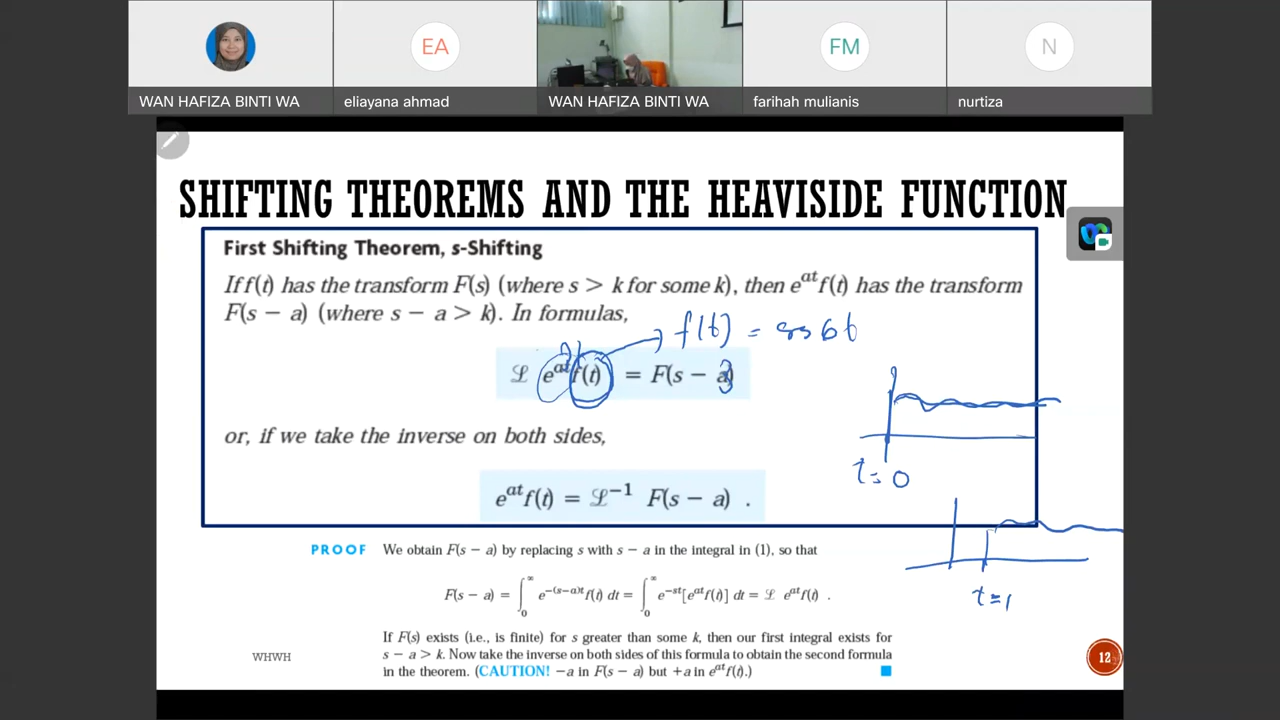 EA
FM
N
WAN HAFIZA BINTI WA
eliayana ahmad
WAN HAFIZA BINTI WA
farihah mulianis
nurtiza
SHIFTING THEOREMS AND THE HEAVISIDE FUNCTION
First Shifting Theorem, s-Shifting
If f(t) has the transform F(s) (where s > k for some k), then e^{at}f(t) has the transform
F(s − a) (where s − a > k). In formulas,
f(t) =
6t
ℒ e^{at}f(t) = F(s − a)
3
or, if we take the inverse on both sides,
t=0
e^{at}f(t) = ℒ^{−1} F(s − a) .
PROOF We obtain F(s − a) by replacing s with s − a in the integral in (1), so that
F(s − a) = ∫_0^∞ e^{−(s−a)t}f(t) dt = ∫_0^∞ e^{−st}[e^{at}f(t)] dt = ℒ e^{at}f(t) .
t=1
If F(s) exists (i.e., is finite) for s greater than some k, then our first integral exists for
s − a > k. Now take the inverse on both sides of this formula to obtain the second formula
in the theorem. (CAUTION! −a in F(s − a) but +a in e^{at}f(t).)
WHWH
12